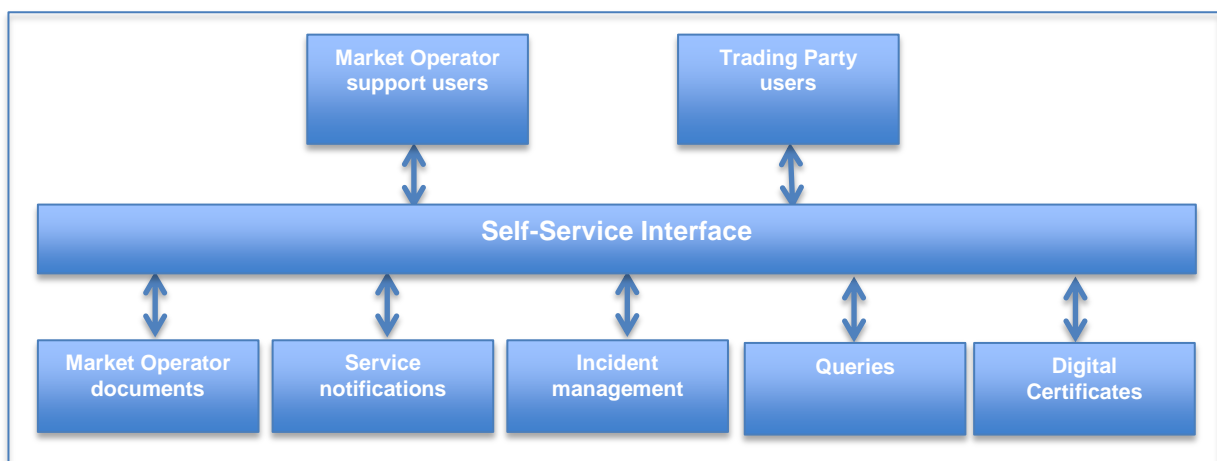 Market Operator
support users
Trading Party
users
Self-Service Interface
Market Operator
documents
Service
notifications
Incident
management
Queries
Digital
Certificates